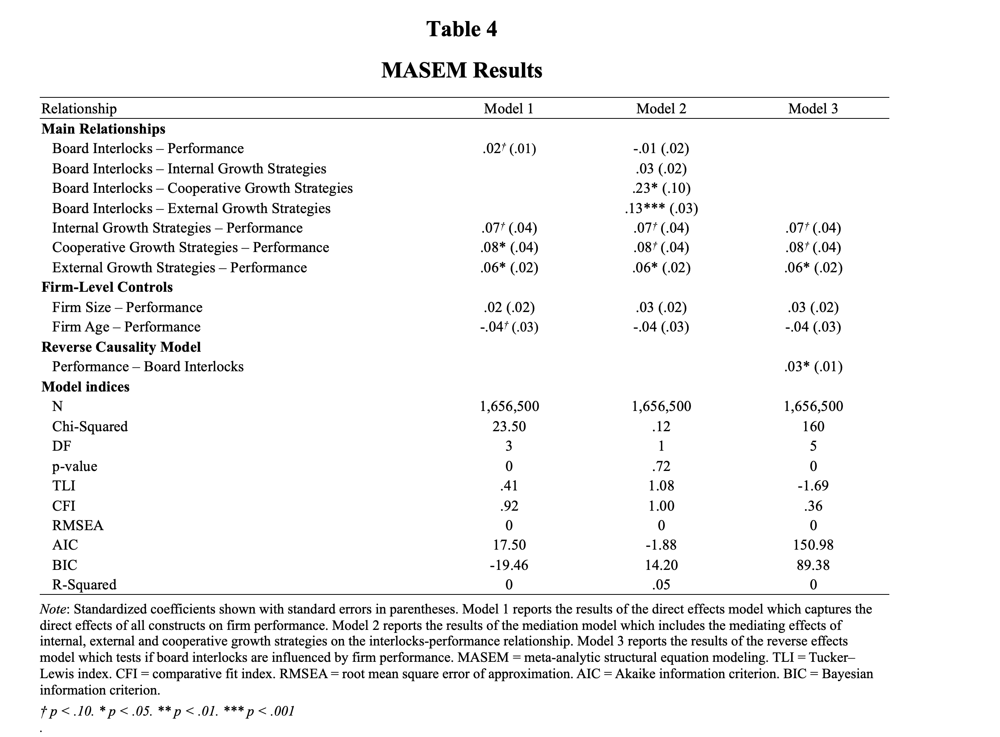 Table 4
MASEM Results
Relationship Model 1 Model 2 Model 3
Main Relationships
Board Interlocks – Performance .02† (.01) -.01 (.02)
Board Interlocks – Internal Growth Strategies .03 (.02)
Board Interlocks – Cooperative Growth Strategies .23* (.10)
Board Interlocks – External Growth Strategies .13*** (.03)
Internal Growth Strategies – Performance .07† (.04) .07† (.04) .07† (.04)
Cooperative Growth Strategies – Performance .08* (.04) .08† (.04) .08† (.04)
External Growth Strategies – Performance .06* (.02) .06* (.02) .06* (.02)
Firm-Level Controls
Firm Size – Performance .02 (.02) .03 (.02) .03 (.02)
Firm Age – Performance -.04† (.03) -.04 (.03) -.04 (.03)
Reverse Causality Model
Performance – Board Interlocks .03* (.01)
Model indices
N 1,656,500 1,656,500 1,656,500
Chi-Squared 23.50 .12 160
DF 3 1 5
p-value 0 .72 0
TLI .41 1.08 -1.69
CFI .92 1.00 .36
RMSEA 0 0 0
AIC 17.50 -1.88 150.98
BIC -19.46 14.20 89.38
R-Squared 0 .05 0
Note: Standardized coefficients shown with standard errors in parentheses. Model 1 reports the results of the direct effects model which captures the
direct effects of all constructs on firm performance. Model 2 reports the results of the mediation model which includes the mediating effects of
internal, external and cooperative growth strategies on the interlocks-performance relationship. Model 3 reports the results of the reverse effects
model which tests if board interlocks are influenced by firm performance. MASEM = meta-analytic structural equation modeling. TLI = Tucker–
Lewis index. CFI = comparative fit index. RMSEA = root mean square error of approximation. AIC = Akaike information criterion. BIC = Bayesian
information criterion.
† p < .10. * p < .05. ** p < .01. *** p < .001
.